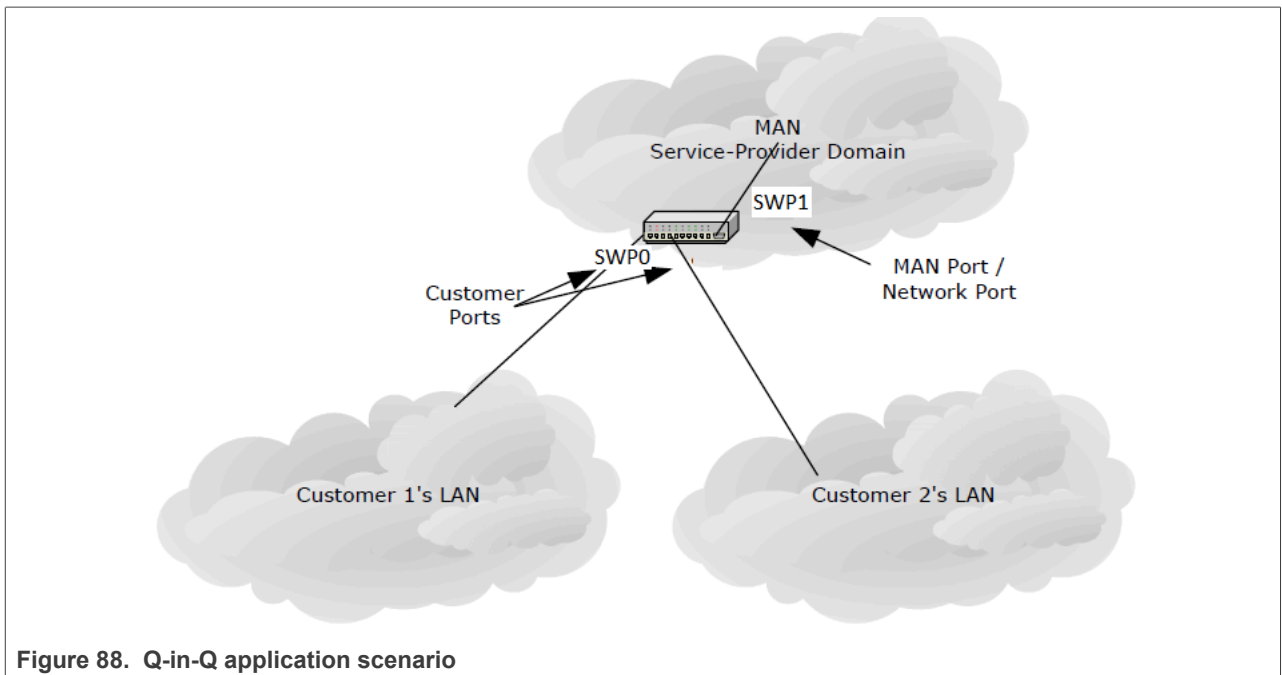 MAN
Service-Provider Domain
SWP1
SWP0
MAN Port /
Network Port
Customer
Ports
Customer 1's LAN
Customer 2's LAN
Figure 88. Q-in-Q application scenario